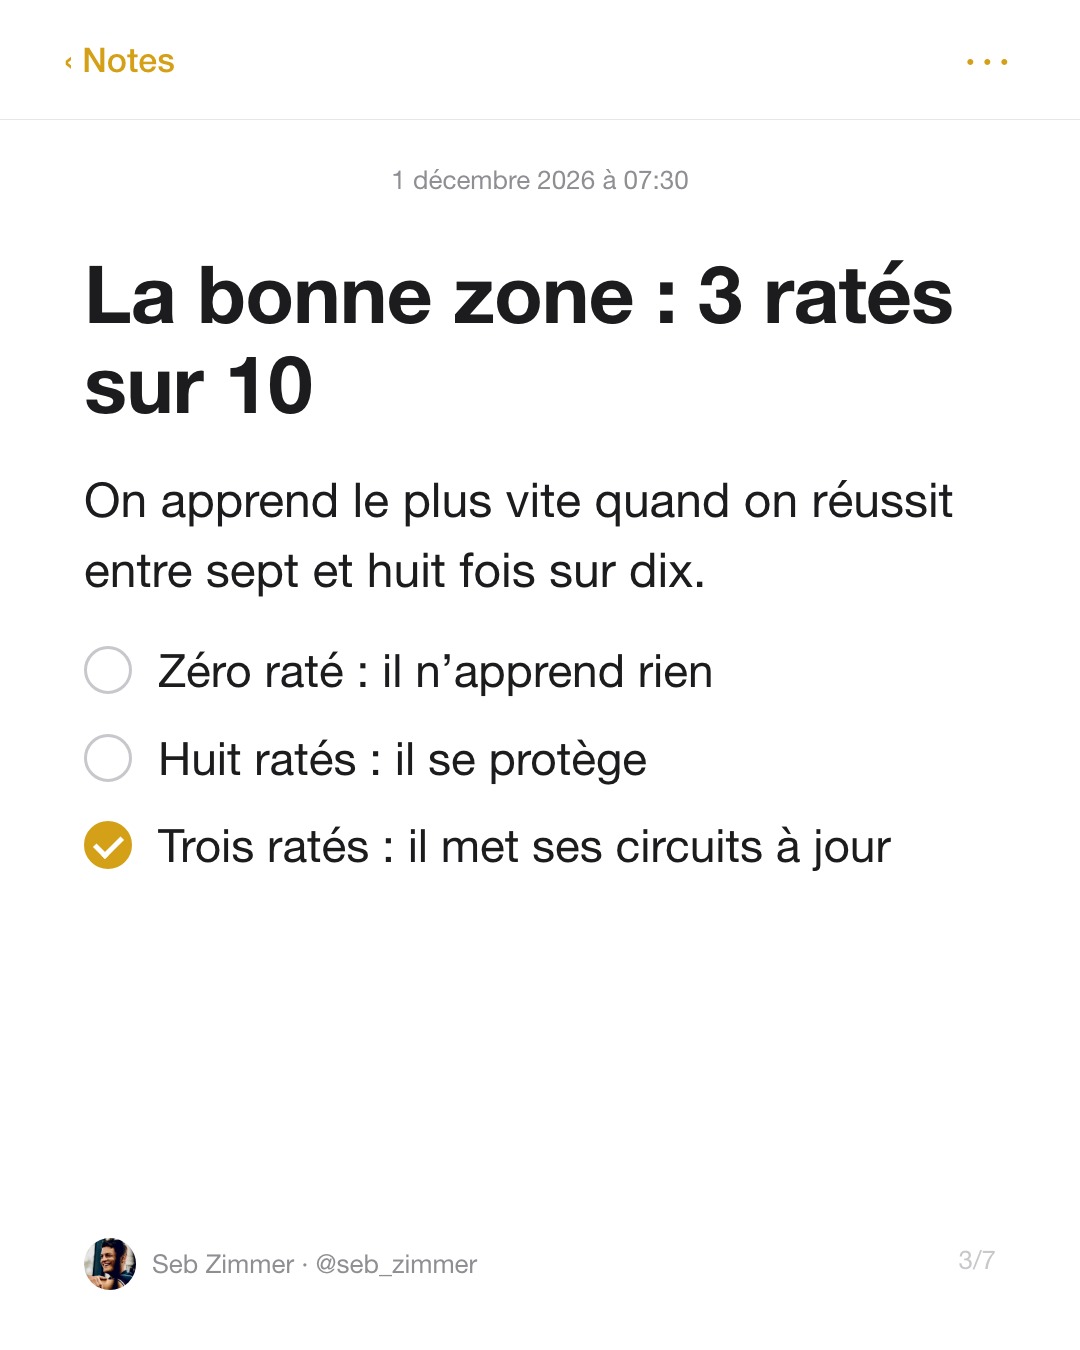 ‹ Notes
1 décembre 2026 à 07:30
La bonne zone : 3 ratés
sur 10
On apprend le plus vite quand on réussit
entre sept et huit fois sur dix.
Zéro raté : il n’apprend rien
Huit ratés : il se protège
Trois ratés : il met ses circuits à jour
Seb Zimmer · @seb_zimmer
3/7